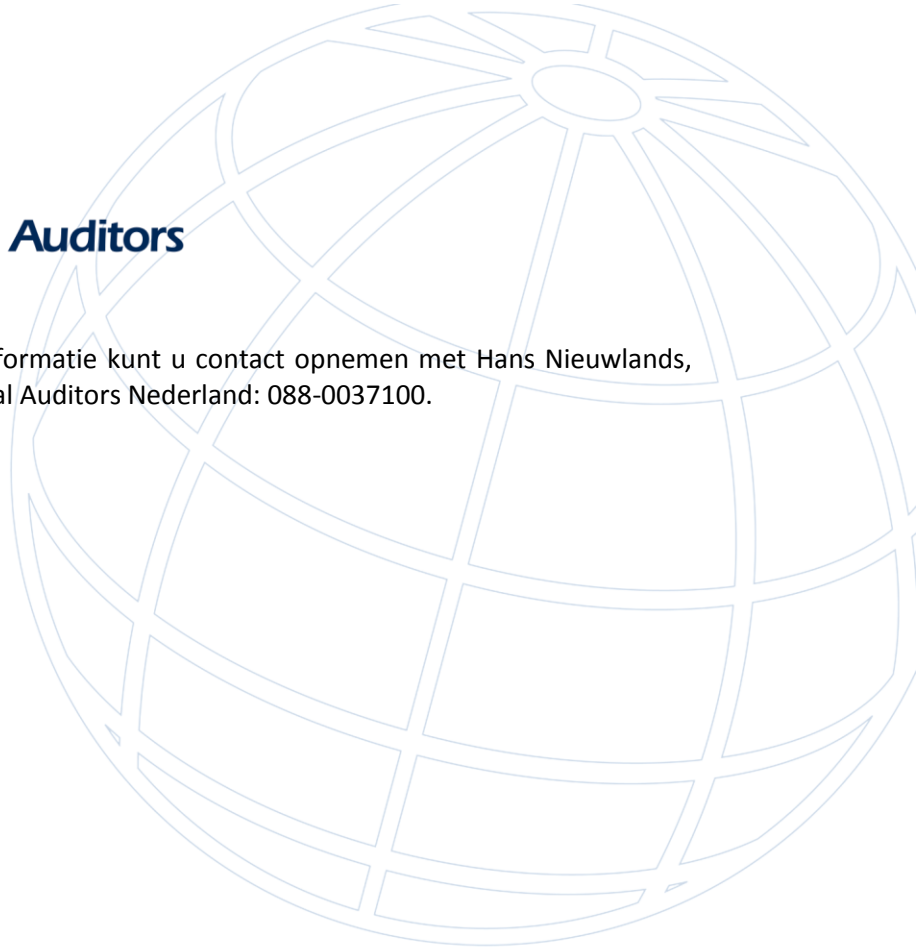 Auditors
formatie kunt u contact opnemen met Hans Nieuwlands,
al Auditors Nederland: 088-0037100.